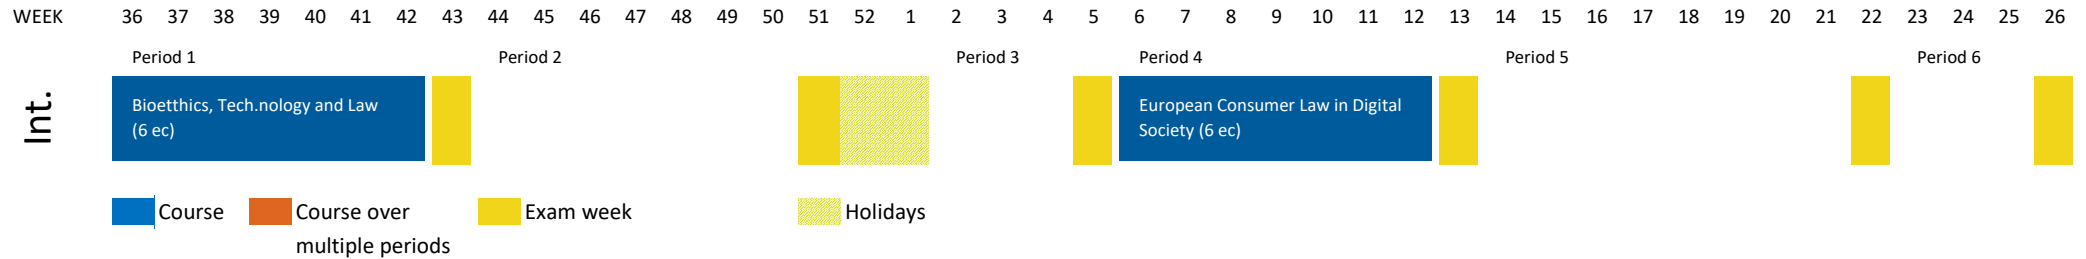 WEEK 36 37 38 39 40 41 42 43 44 45 46 47 48 49 50 51 52 1 2 3 4 5 6 7 8 9 10 11 12 13 14 15 16 17 18 19 20 21 22 23 24 25 26
Period 1 Period 2 Period 3 Period 4 Period 5 Period 6
Int.
Bioetthics, Tech.nology and Law
(6 ec)
European Consumer Law in Digital
Society (6 ec)
Course
Course over
multiple periods
Exam week
Holidays